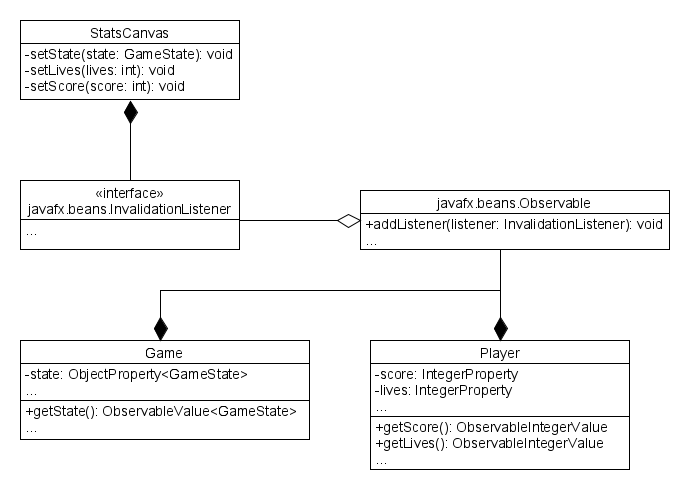 StatsCanvas
-setState(state: GameState): void
-setLives(lives: int): void
-setScore(score: int): void
«interface»
javafx.beans.InvalidationListener
...
javafx.beans.Observable
+addListener(listener: InvalidationListener): void
...
Game
-state: ObjectProperty<GameState>
...
+getState(): ObservableValue<GameState>
...
Player
-score: IntegerProperty
-lives: IntegerProperty
...
+getScore(): ObservableIntegerValue
+getLives(): ObservableIntegerValue
...